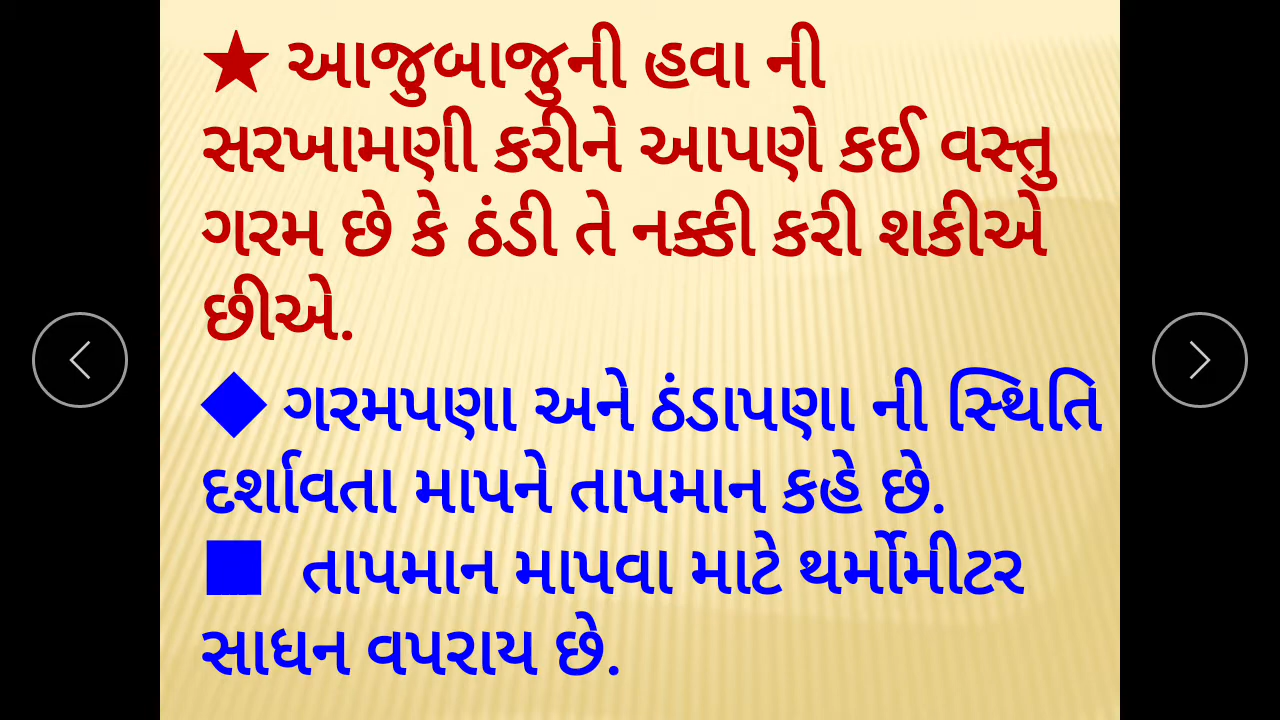 ★ આજુબાજુની હવા ની
સરખામણી કરીને આપણે કઈ વસ્તુ
ગરમ છે કે ઠંડી તે નક્કી કરી શકીએ
છીએ.
◆ ગરમપણા અને ઠંડાપણા ની સ્થિતિ
દર્શાવતા માપને તાપમાન કહે છે.
■ તાપમાન માપવા માટે થર્મોમીટર
સાધન વપરાય છે.